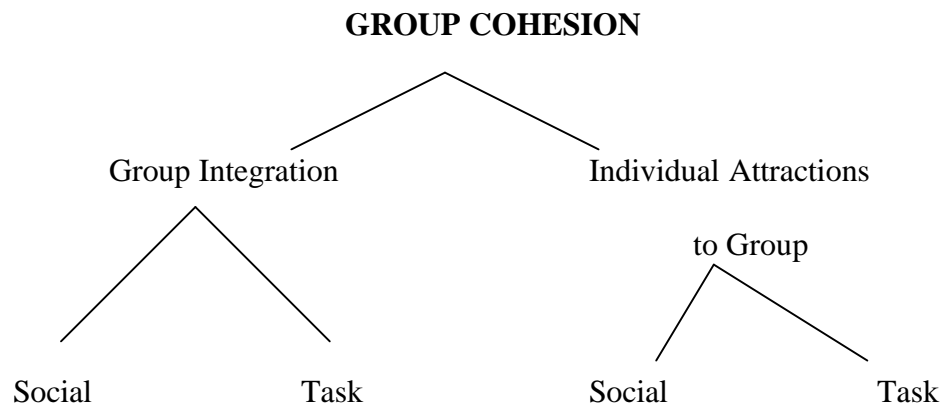 GROUP COHESION
Group Integration
Individual Attractions
to Group
Social
Task
Social
Task